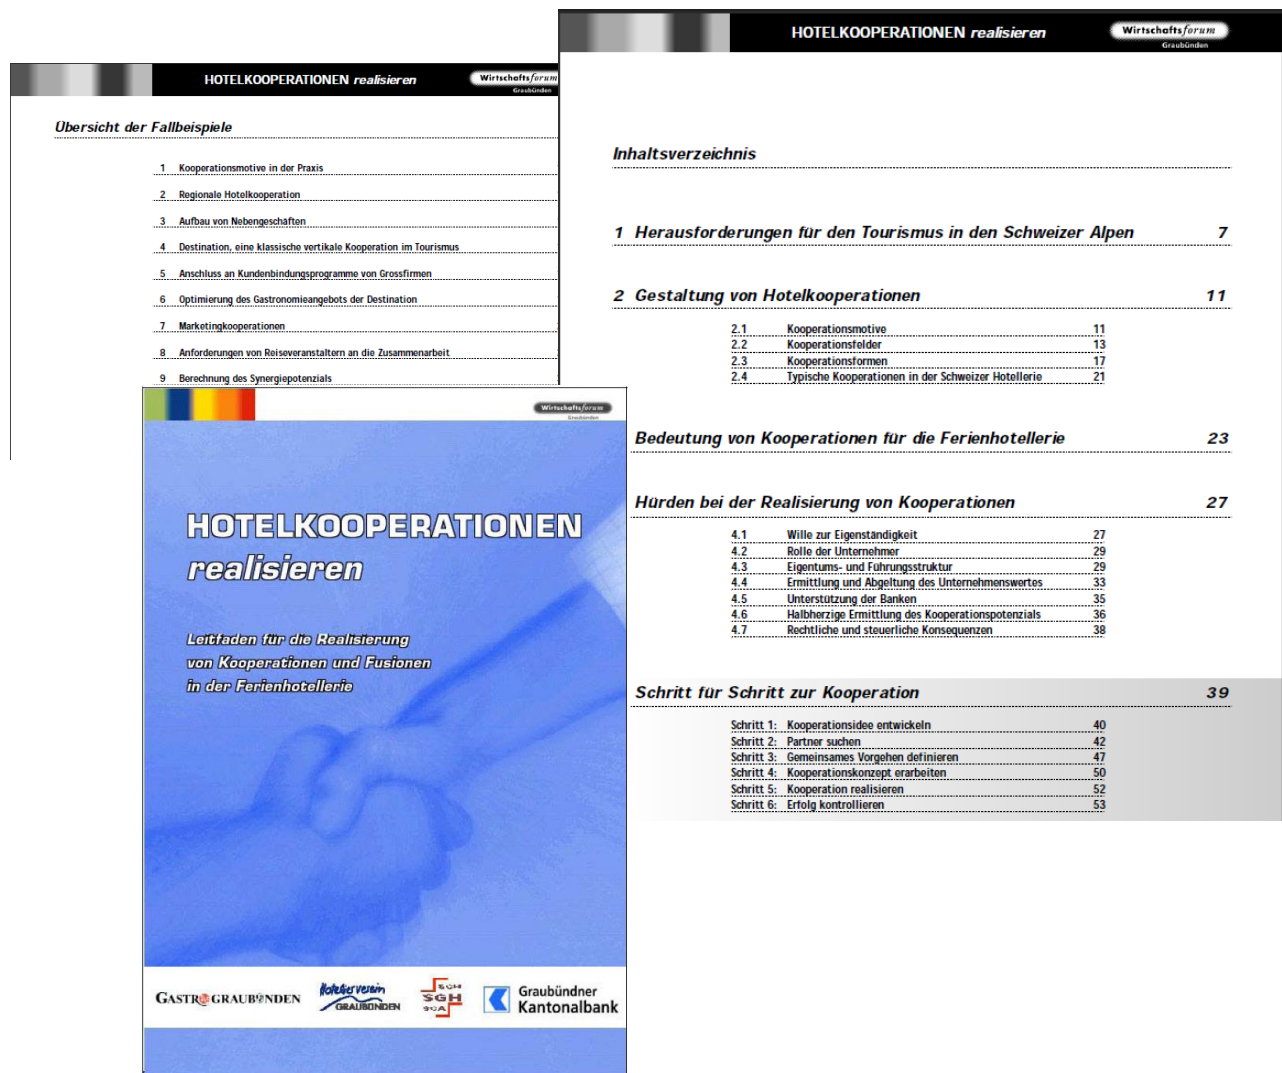 HOTELKOOPERATIONEN realisieren
Wirtschaftsforum
Graubünden
Übersicht der Fallbeispiele
1 Kooperationsmotive in der Praxis
2 Regionale Hotelkooperation
3 Aufbau von Nebengeschäften
4 Destination, eine klassische vertikale Kooperation im Tourismus
5 Anschluss an Kundenbindungsprogramme von Grossfirmen
6 Optimierung des Gastronomieangebots der Destination
7 Marketingkooperationen
8 Anforderungen von Reiseveranstaltern an die Zusammenarbeit
9 Berechnung des Synergiepotenzials
HOTELKOOPERATIONEN realisieren
Wirtschaftsforum
Graubünden
Inhaltsverzeichnis
1 Herausforderungen für den Tourismus in den Schweizer Alpen 7
2 Gestaltung von Hotelkooperationen 11
2.1 Kooperationsmotive 11
2.2 Kooperationsfelder 13
2.3 Kooperationsformen 17
2.4 Typische Kooperationen in der Schweizer Hotellerie 21
Bedeutung von Kooperationen für die Ferienhotellerie 23
Hürden bei der Realisierung von Kooperationen 27
4.1 Wille zur Eigenständigkeit 27
4.2 Rolle der Unternehmer 29
4.3 Eigentums- und Führungsstruktur 29
4.4 Ermittlung und Abgeltung des Unternehmenswertes 33
4.5 Unterstützung der Banken 35
4.6 Halbherzige Ermittlung des Kooperationspotenzials 36
4.7 Rechtliche und steuerliche Konsequenzen 38
Schritt für Schritt zur Kooperation 39
Schritt 1: Kooperationsidee entwickeln 40
Schritt 2: Partner suchen 42
Schritt 3: Gemeinsames Vorgehen definieren 47
Schritt 4: Kooperationskonzept erarbeiten 50
Schritt 5: Kooperation realisieren 52
Schritt 6: Erfolg kontrollieren 53
Wirtschaftsforum
Graubünden
HOTELKOOPERATIONEN
realisieren
Leitfaden für die Realisierung
von Kooperationen und Fusionen
in der Ferienhotellerie
GASTROGRAUBÜNDEN
Hotelierverein
GRAUBÜNDEN
SGH
SGH
SCA
Graubündner
Kantonalbank